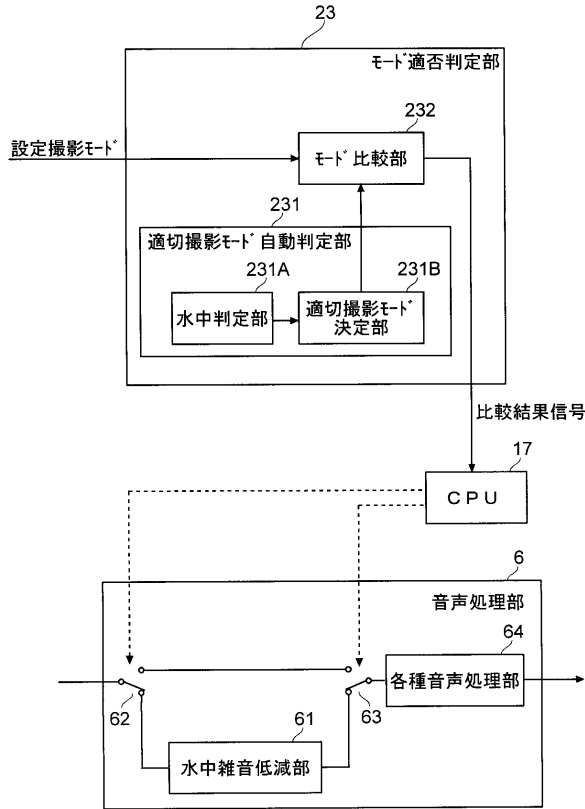 23
モード適否判定部
232
設定撮影モード
モード比較部
231
適切撮影モード自動判定部
231A
231B
水中判定部
適切撮影モード
決定部
比較結果信号
17
CPU
6
音声処理部
64
各種音声処理部
62
61
63
水中雑音低減部